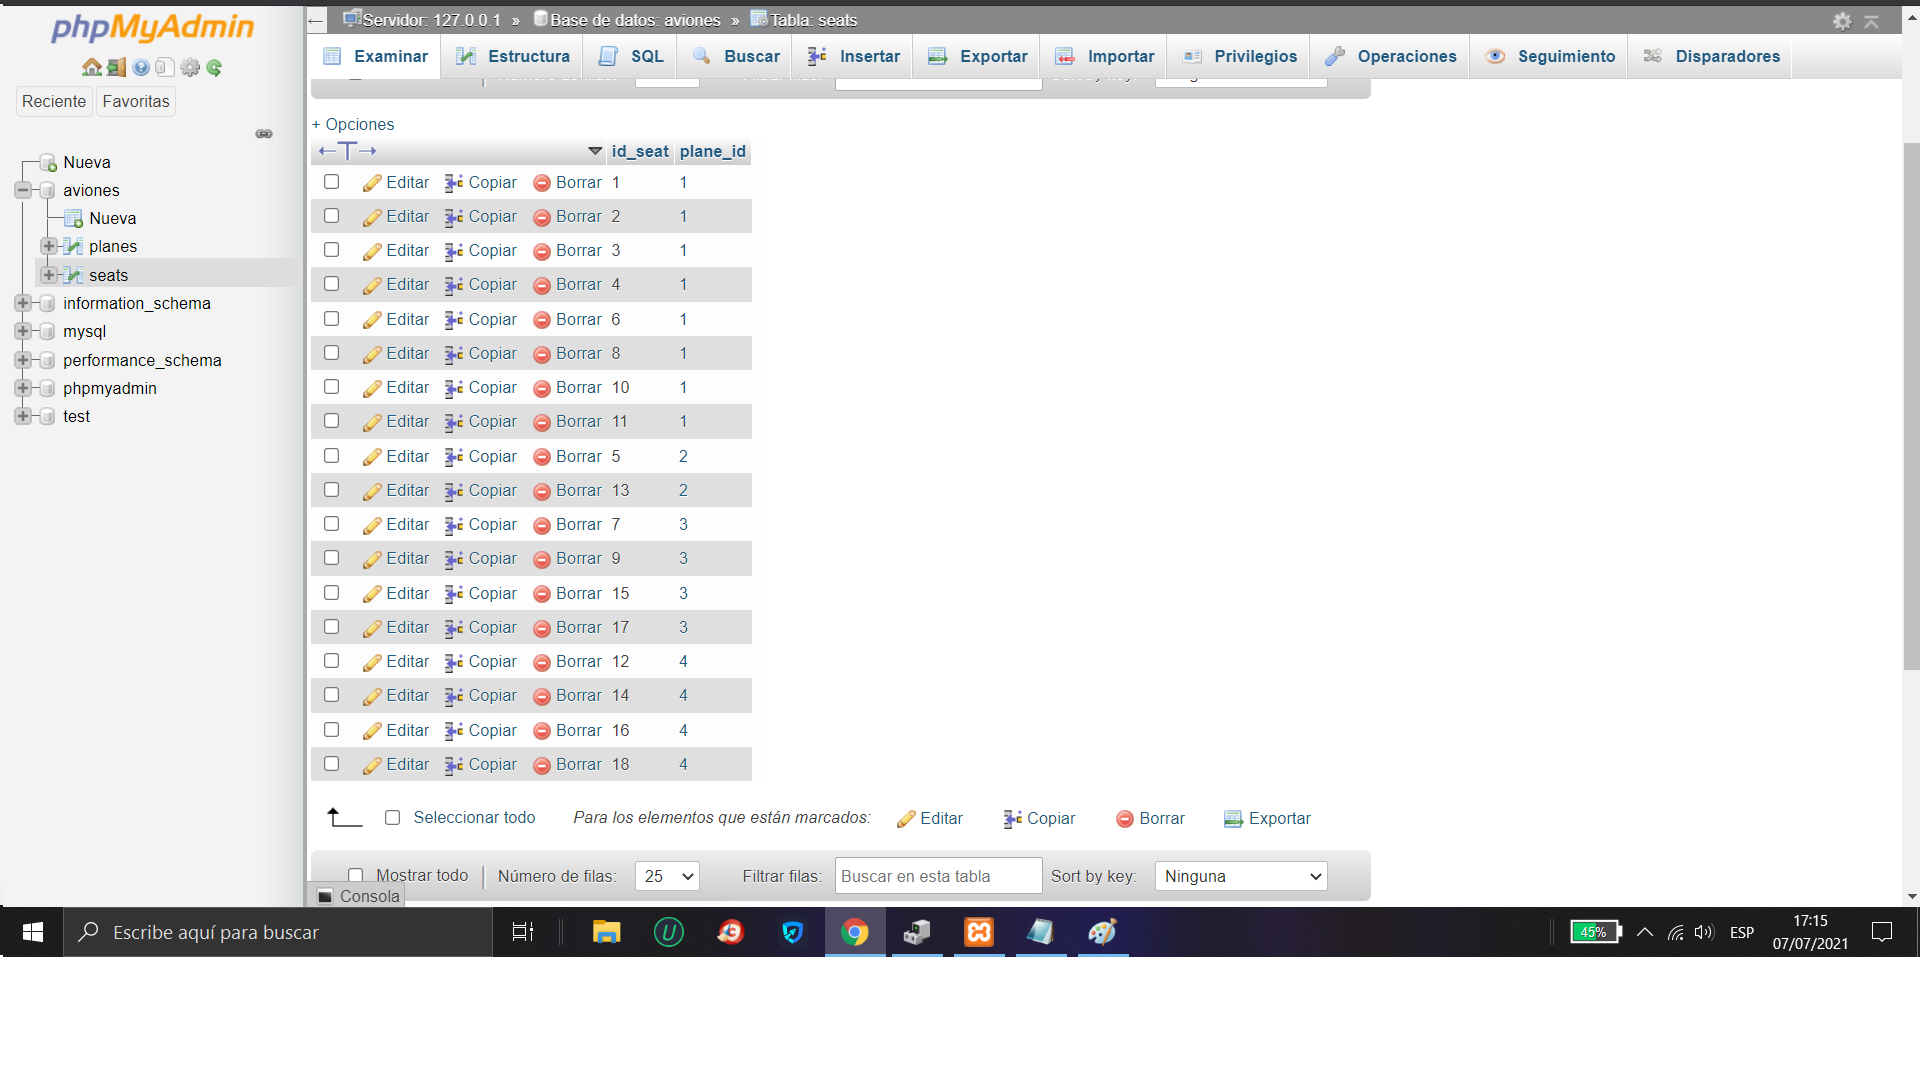 phpMyAdmin
Reciente Favoritas
Nueva
aviones
Nueva
planes
seats
information_schema
mysql
performance_schema
phpmyadmin
test
Servidor: 127.0.0.1 » Base de datos: aviones » Tabla: seats
Examinar Estructura SQL Buscar Insertar Exportar Importar Privilegios Operaciones Seguimiento Disparadores
+ Opciones
←T→ id_seat plane_id
Editar Copiar Borrar 1 1
Editar Copiar Borrar 2 1
Editar Copiar Borrar 3 1
Editar Copiar Borrar 4 1
Editar Copiar Borrar 6 1
Editar Copiar Borrar 8 1
Editar Copiar Borrar 10 1
Editar Copiar Borrar 11 1
Editar Copiar Borrar 5 2
Editar Copiar Borrar 13 2
Editar Copiar Borrar 7 3
Editar Copiar Borrar 9 3
Editar Copiar Borrar 15 3
Editar Copiar Borrar 17 3
Editar Copiar Borrar 12 4
Editar Copiar Borrar 14 4
Editar Copiar Borrar 16 4
Editar Copiar Borrar 18 4
Seleccionar todo Para los elementos que están marcados: Editar Copiar Borrar Exportar
Mostrar todo Número de filas: 25 Filtrar filas: Buscar en esta tabla Sort by key: Ninguna
Consola
Escribe aquí para buscar
45% ESP 17:15
07/07/2021